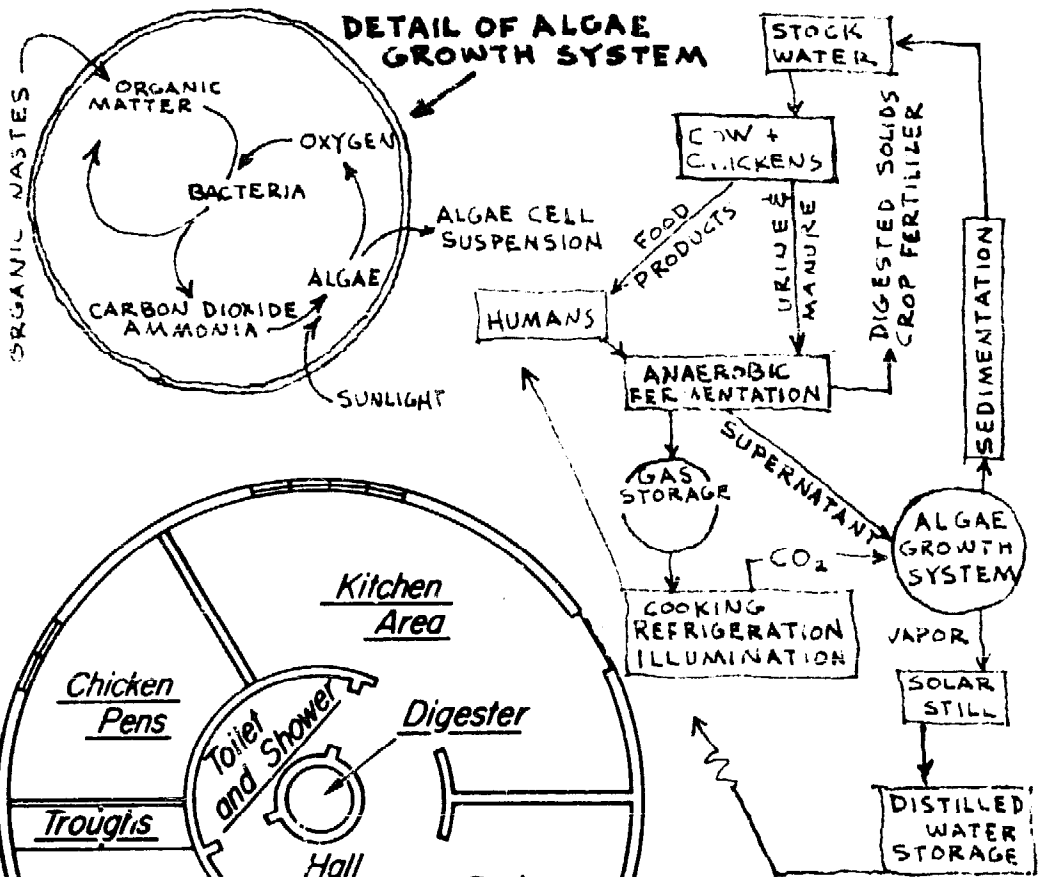 DETAIL OF ALGAE
GROWTH SYSTEM
ORGANIC NASTES
ORGANIC
MATTER
OXYGEN
BACTERIA
ALGAE CELL
SUSPENSION
ALGAE
CARBON DIOXIDE
AMMONIA
SUNLIGHT
STOCK
WATER
COW +
CHICKENS
FOOD
PRODUCTS
URINE &
MANURE
DIGESTED SOLIDS
CROP FERTILILER
SEDIMENTATION
HUMANS
ANAEROBIC
FERMENTATION
SUPERNATANT
GAS
STORAGE
CO₂
ALGAE
GROWTH
SYSTEM
COOKING
REFRIGERATION
ILLUMINATION
VAPOR
SOLAR
STILL
DISTILLED
WATER
STORAGE
Kitchen
Area
Chicken
Pens
Toilet
and Shower
Digester
Troughs
Hall